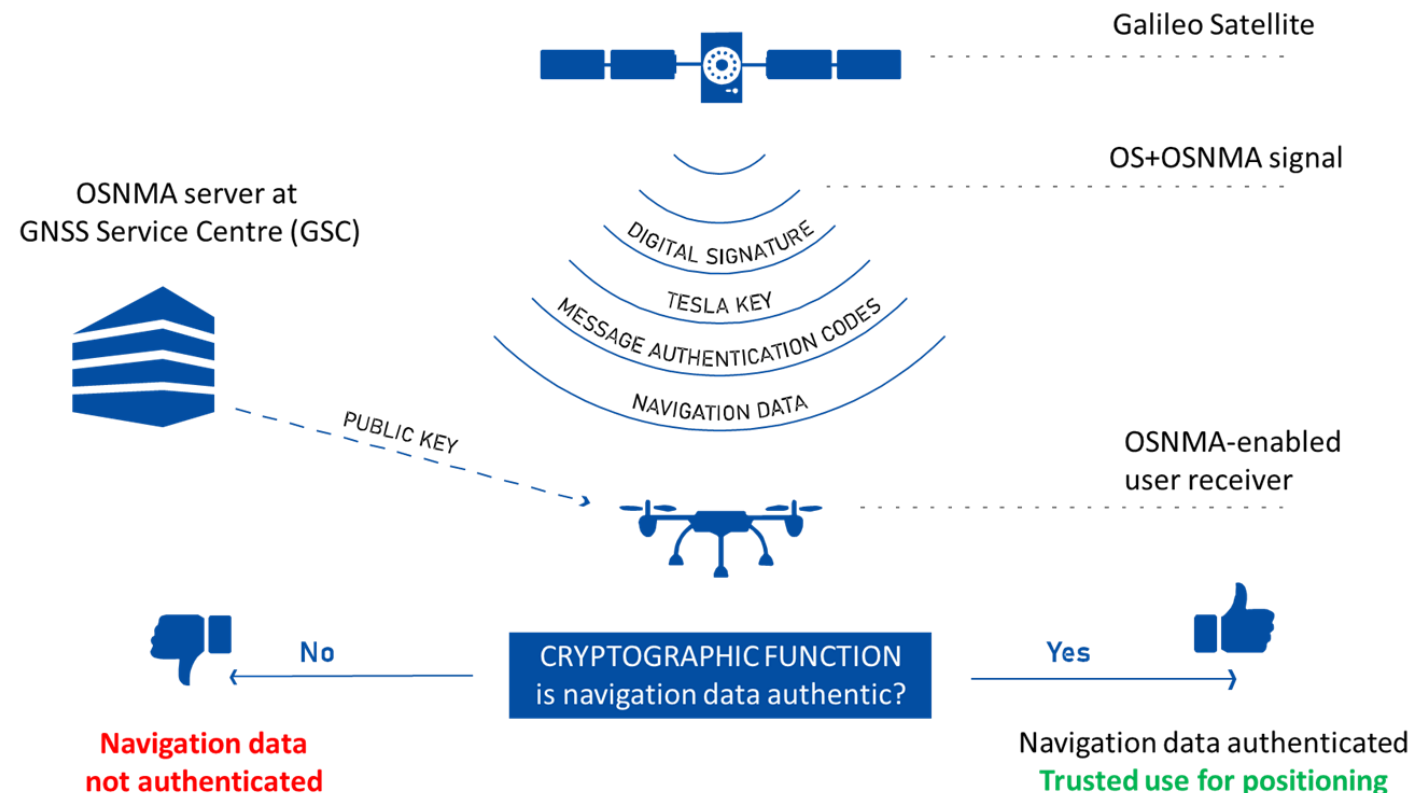 Galileo Satellite
OS+OSNMA signal
OSNMA server at
GNSS Service Centre (GSC)
DIGITAL SIGNATURE
TESLA KEY
MESSAGE AUTHENTICATION CODES
NAVIGATION DATA
PUBLIC KEY
OSNMA-enabled
user receiver
No
CRYPTOGRAPHIC FUNCTION
is navigation data authentic?
Yes
Navigation data
not authenticated
Navigation data authenticated
Trusted use for positioning